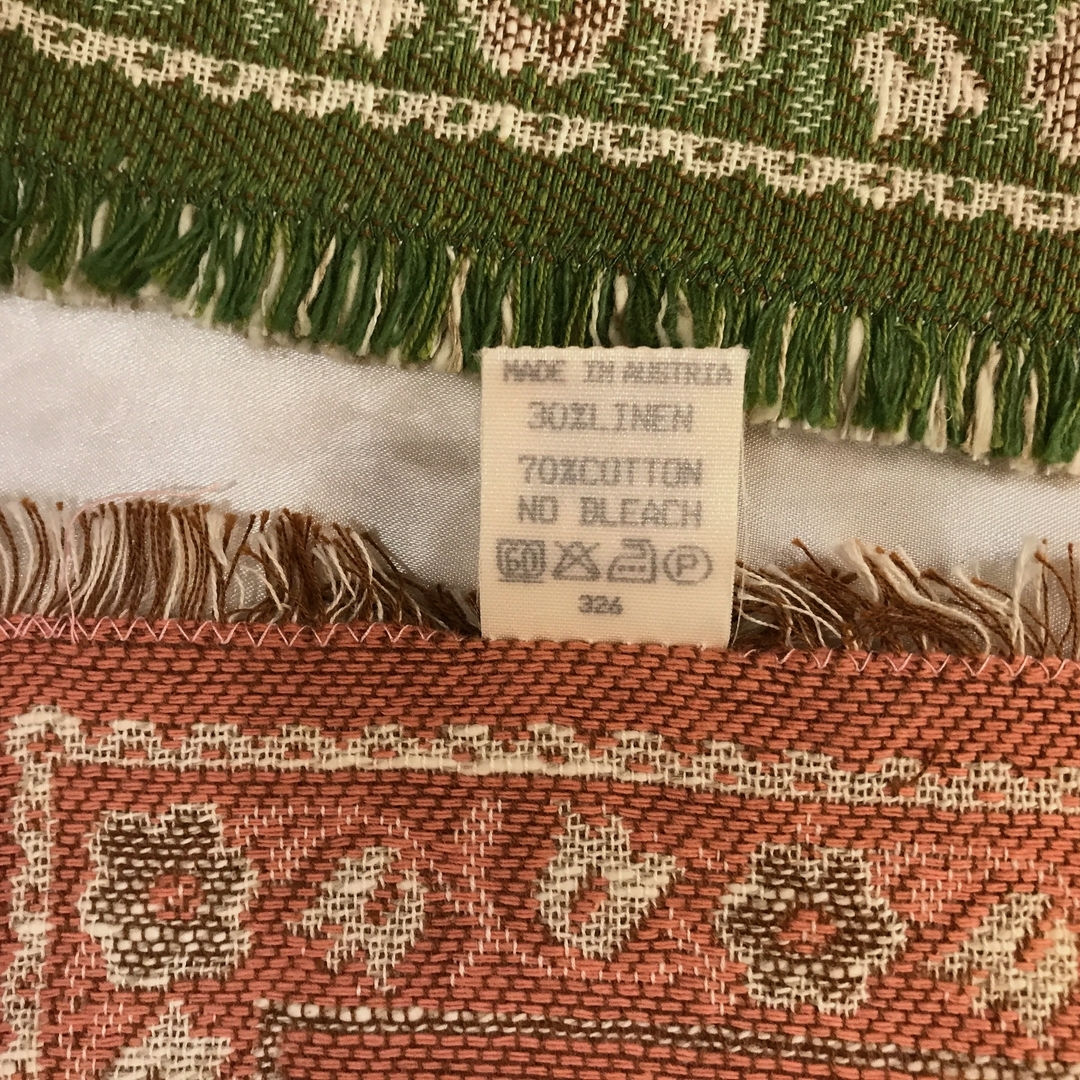 MADE IN AUSTRIA
30%LINEN
70%COTTON
NO BLEACH
60 P
326